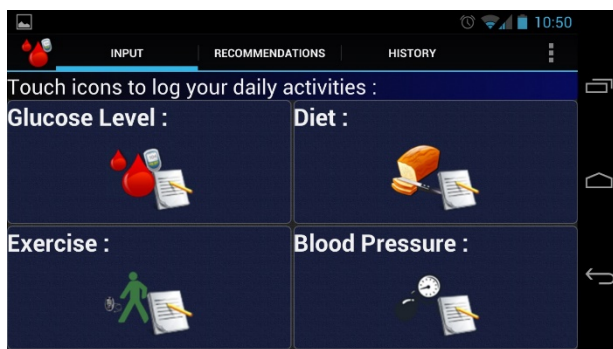 10:50
INPUT RECOMMENDATIONS HISTORY
Touch icons to log your daily activities :
Glucose Level : Diet :
Exercise : Blood Pressure :